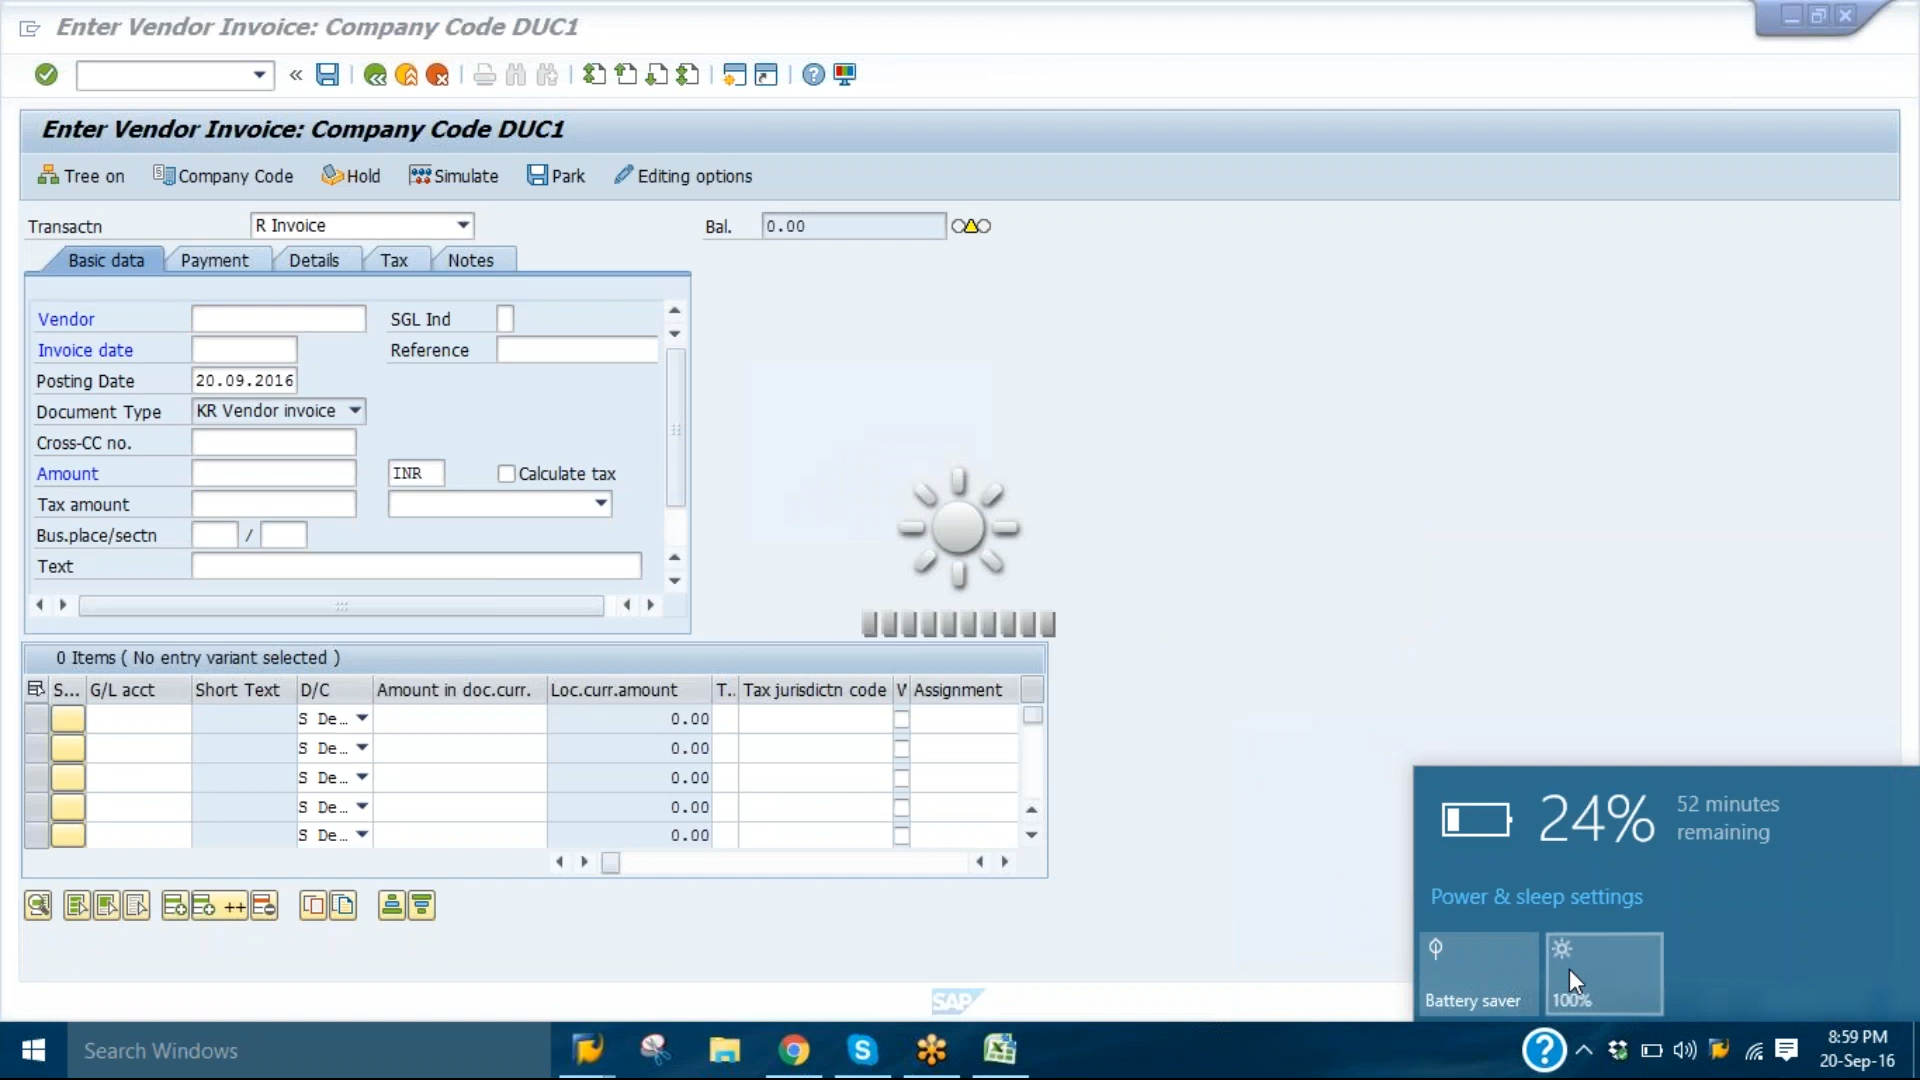 Enter Vendor Invoice: Company Code DUC1
Enter Vendor Invoice: Company Code DUC1
Tree on Company Code Hold Simulate Park Editing options
Transactn R Invoice Bal. 0.00
Basic data Payment Details Tax Notes
Vendor SGL Ind
Invoice date Reference
Posting Date 20.09.2016
Document Type KR Vendor invoice
Cross-CC no.
Amount INR Calculate tax
Tax amount
Bus.place/sectn /
Text
0 Items ( No entry variant selected )
S... G/L acct Short Text D/C Amount in doc.curr. Loc.curr.amount T.. Tax jurisdictn code V Assignment
S De... 0.00
S De... 0.00
S De... 0.00
S De... 0.00
S De... 0.00
24% 52 minutes
remaining
Power & sleep settings
Battery saver 100%
SAP
Search Windows
8:59 PM
20-Sep-16